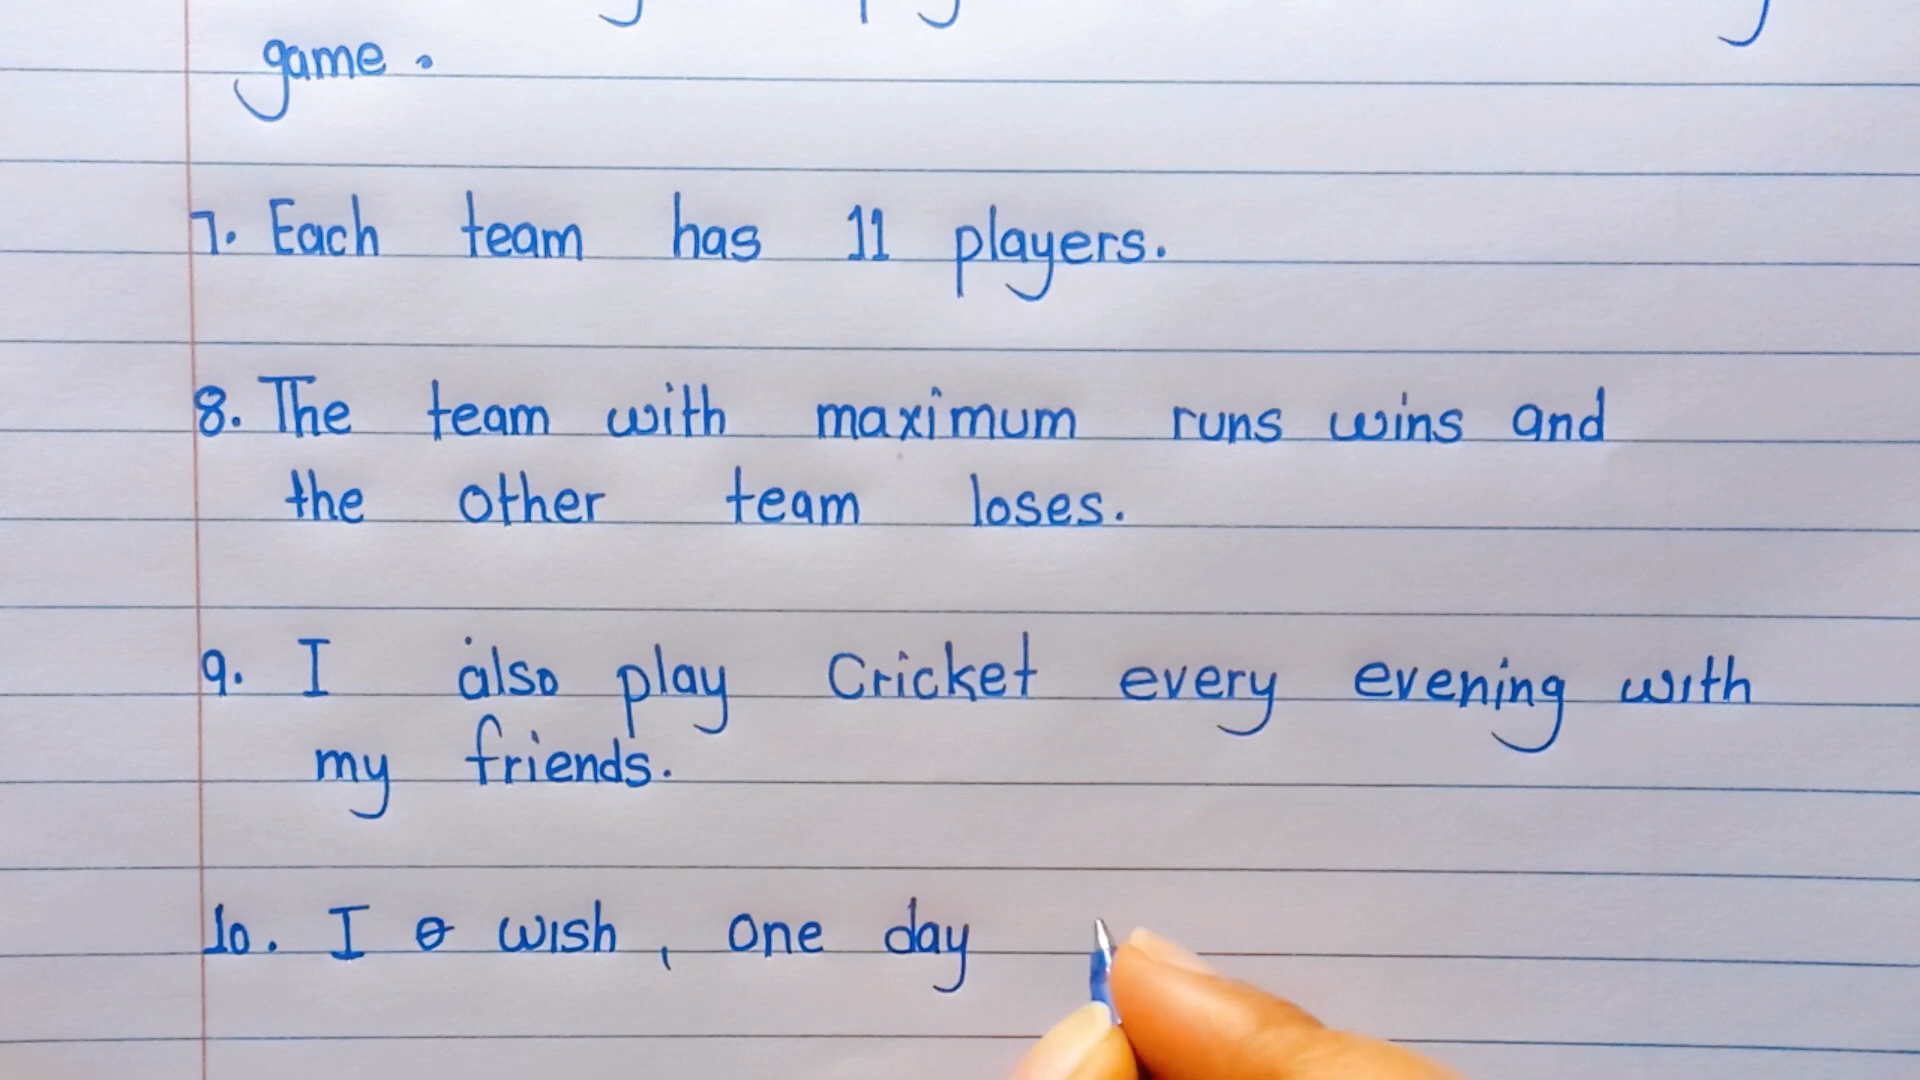 game.
7. Each team has 11 players.
8. The team with maximum runs wins and
the other team loses.
9. I also play Cricket every evening with
my friends.
10. I wish, one day